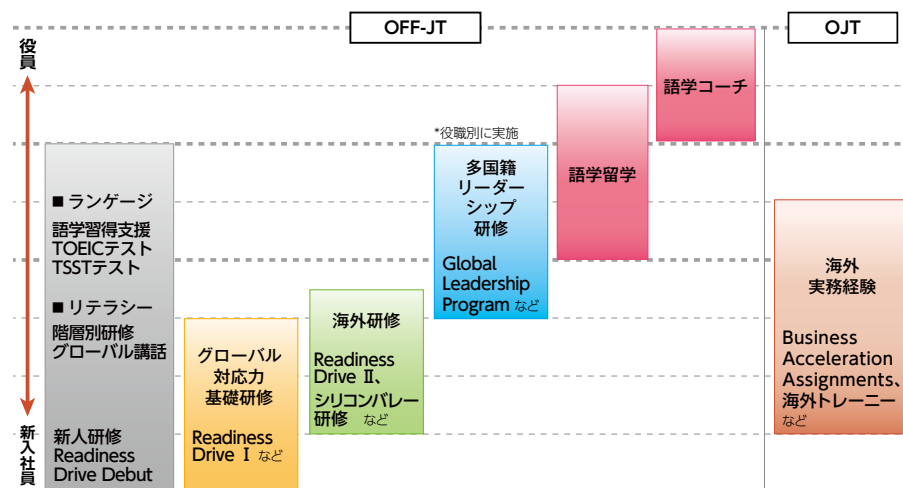 OFF-JT
OJT
役員
新入社員
■ ランゲージ
語学習得支援
TOEICテスト
TSSTテスト
■ リテラシー
階層別研修
グローバル講話
新人研修
Readiness
Drive Debut
グローバル
対応力
基礎研修
Readiness
Drive Ⅰ など
海外研修
Readiness
Drive Ⅱ、
シリコンバレー
研修 など
*役職別に実施
多国籍
リーダー
シップ
研修
Global
Leadership
Program など
語学留学
語学コーチ
海外
実務経験
Business
Acceleration
Assignments、
海外トレーニー
など